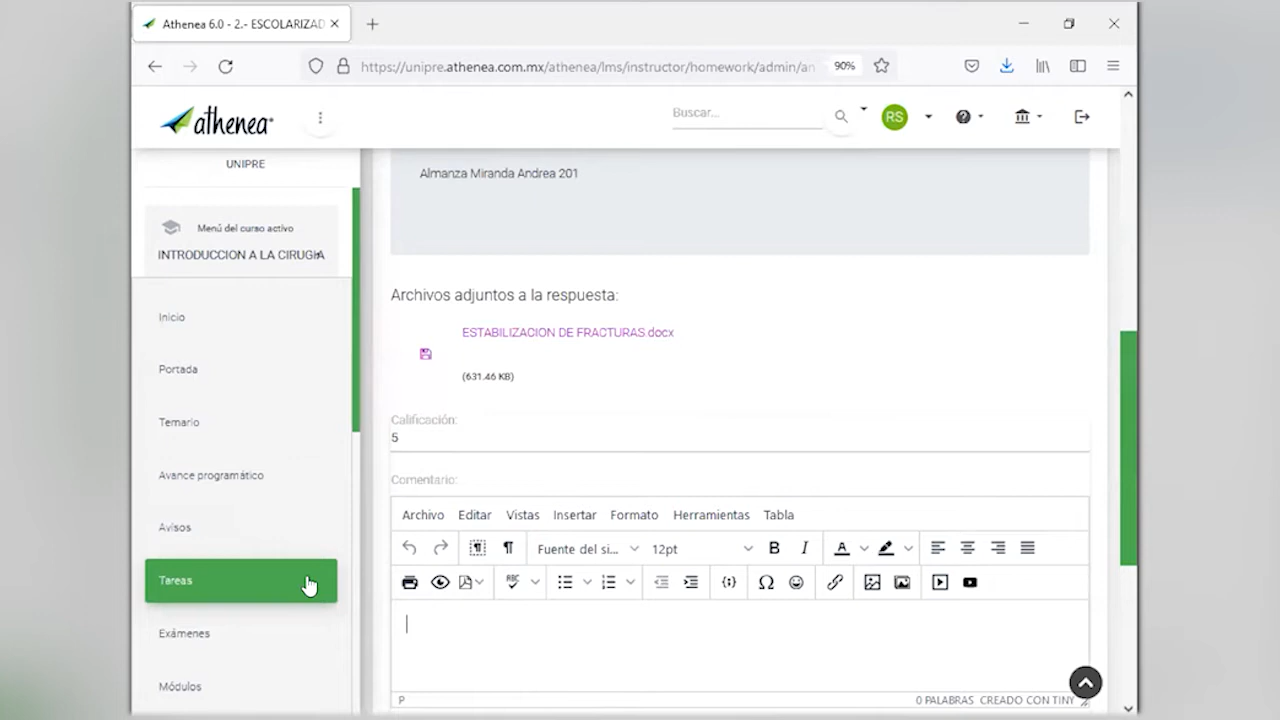 Athenea 6.0 - 2.- ESCOLARIZAD
https://unipre.athenea.com.mx/athenea/lms/instructor/homework/admin/an
90%
athenea
Buscar...
RS
UNIPRE
Menú del curso activo
INTRODUCCION A LA CIRUGIA
Inicio
Portada
Temario
Avance programático
Avisos
Tareas
Exámenes
Módulos
Almanza Miranda Andrea 201
Archivos adjuntos a la respuesta:
ESTABILIZACION DE FRACTURAS.docx
(631.46 KB)
Calificación:
5
Comentario:
Archivo Editar Vistas Insertar Formato Herramientas Tabla
Fuente del si... 12pt B I A
ABC
P
0 PALABRAS CREADO CON TINY